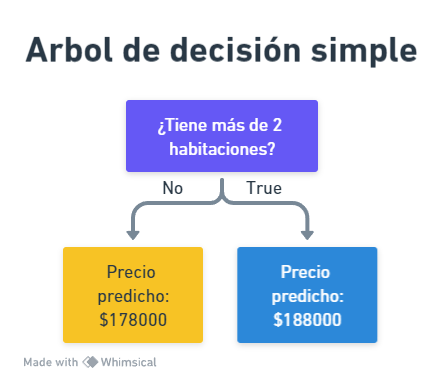 Arbol de decisión simple
¿Tiene más de 2
habitaciones?
No
True
Precio
predicho:
$178000
Precio
predicho:
$188000
Made with Whimsical